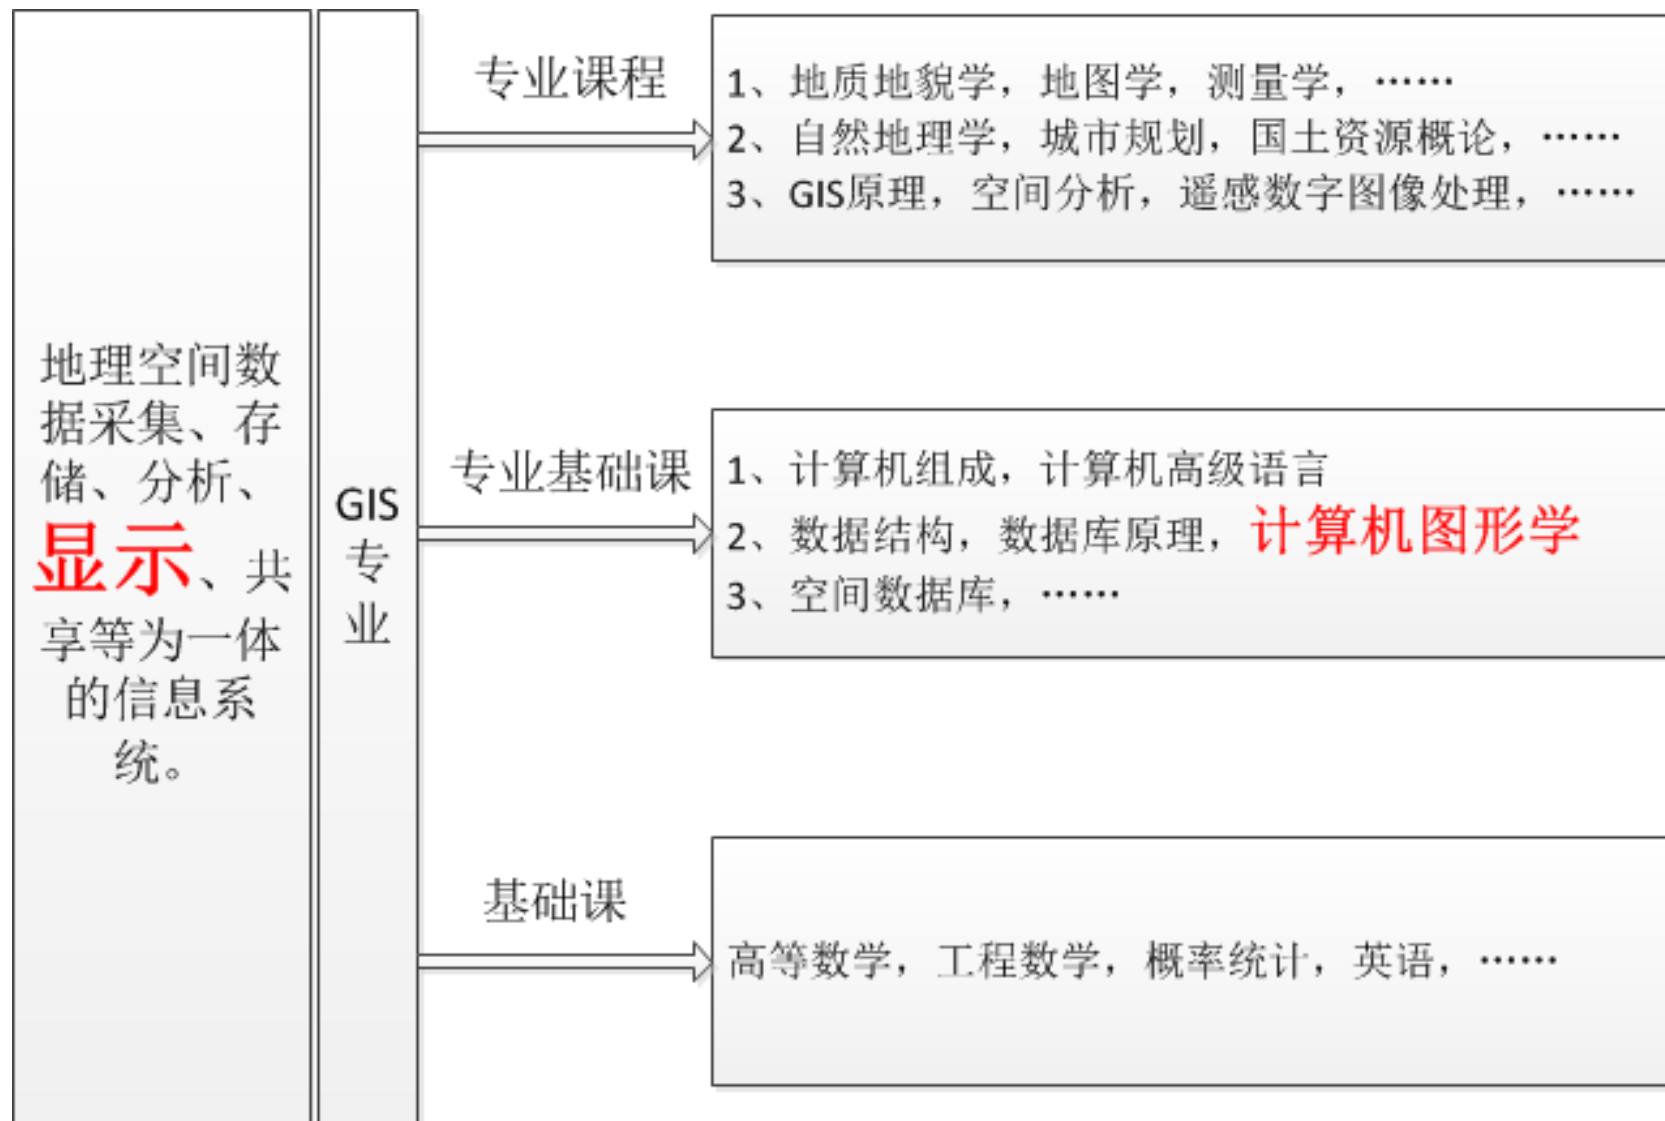 地理空间数
据采集、存
储、分析、
显示、共
享等为一体
的信息系
统。
GIS
专
业
专业课程
1、地质地貌学，地图学，测量学，……
2、自然地理学，城市规划，国土资源概论，……
3、GIS原理，空间分析，遥感数字图像处理，……
专业基础课
1、计算机组成，计算机高级语言
2、数据结构，数据库原理，计算机图形学
3、空间数据库，……
基础课
高等数学，工程数学，概率统计，英语，……